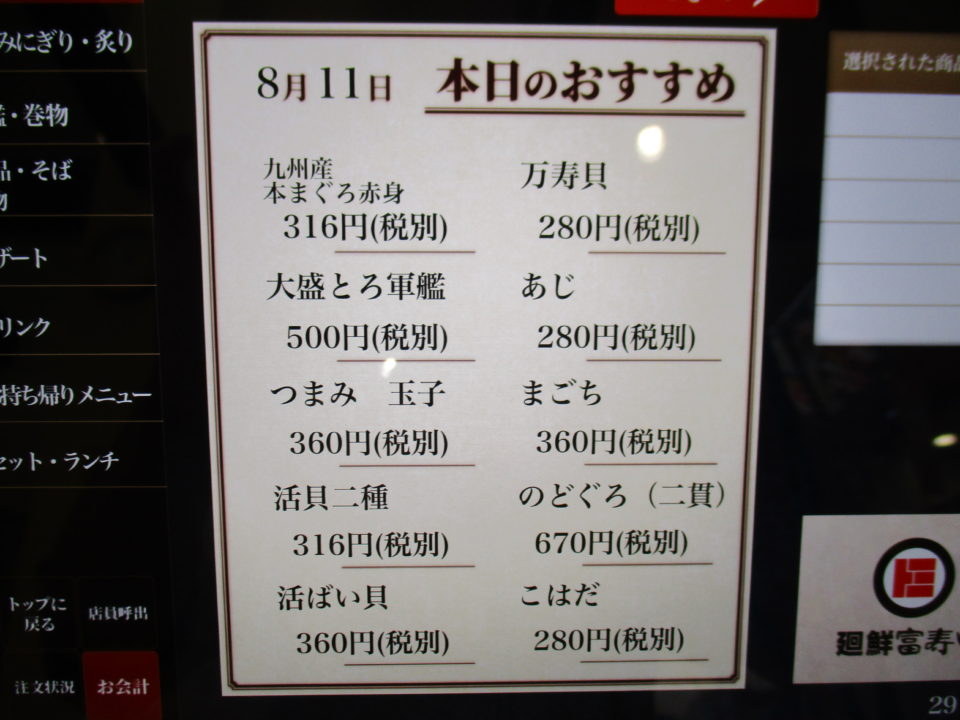 みにぎり・炙り
・巻物
品・そば
物
ザート
リンク
持ち帰りメニュー
セット・ランチ
トップに
戻る
店員呼出
注文状況
お会計
8月11日 本日のおすすめ
九州産
本まぐろ赤身
316円(税別)
大盛とろ軍艦
500円(税別)
つまみ 玉子
360円(税別)
活貝二種
316円(税別)
活ばい貝
360円(税別)
万寿貝
280円(税別)
あじ
280円(税別)
まごち
360円(税別)
のどぐろ（二貫）
670円(税別)
こはだ
280円(税別)
選択された商品
廻鮮富寿
29